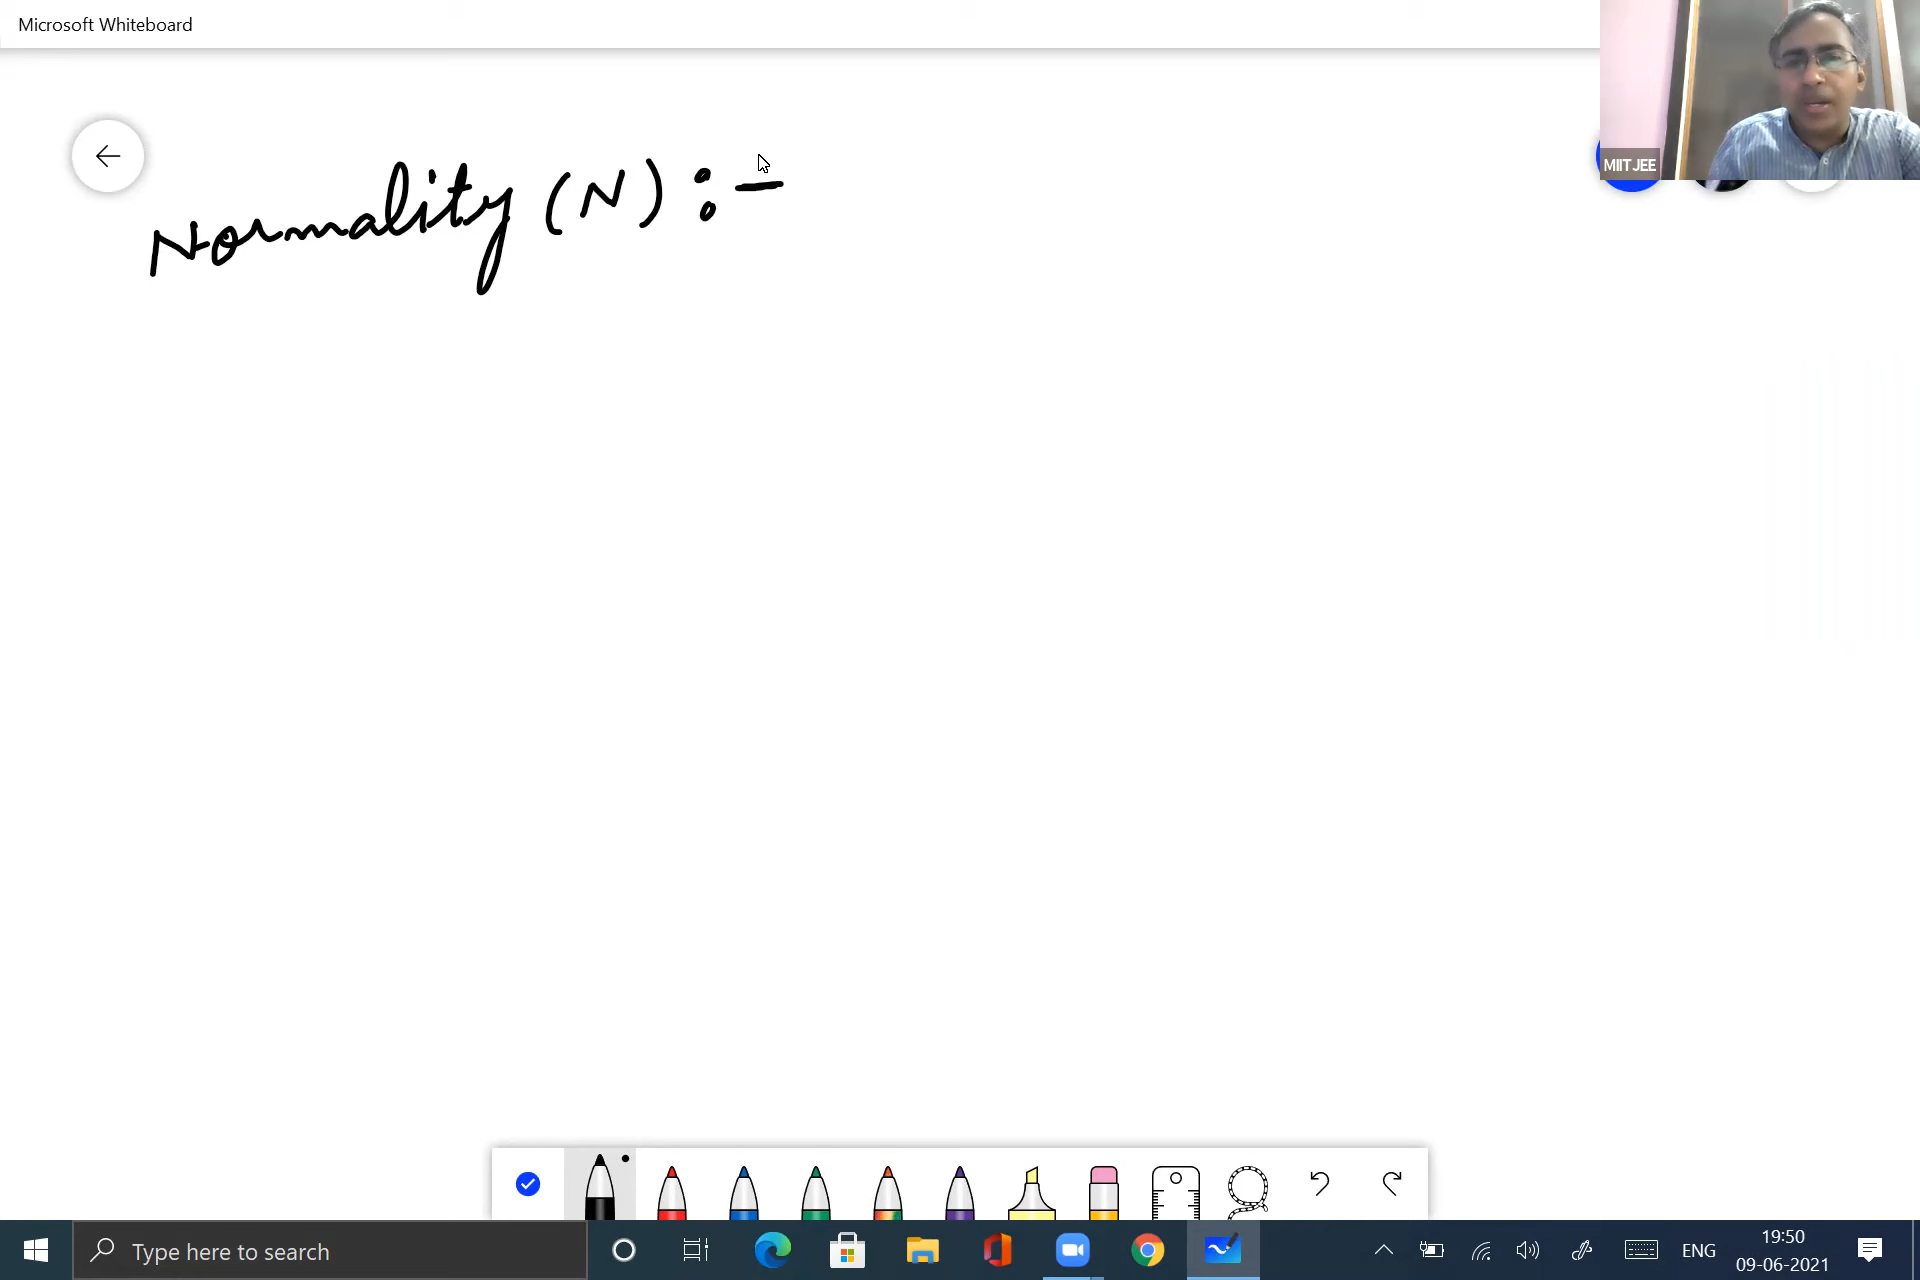 Microsoft Whiteboard
MIIT JEE
Normality (N) :-
Type here to search
ENG
19:50
09-06-2021